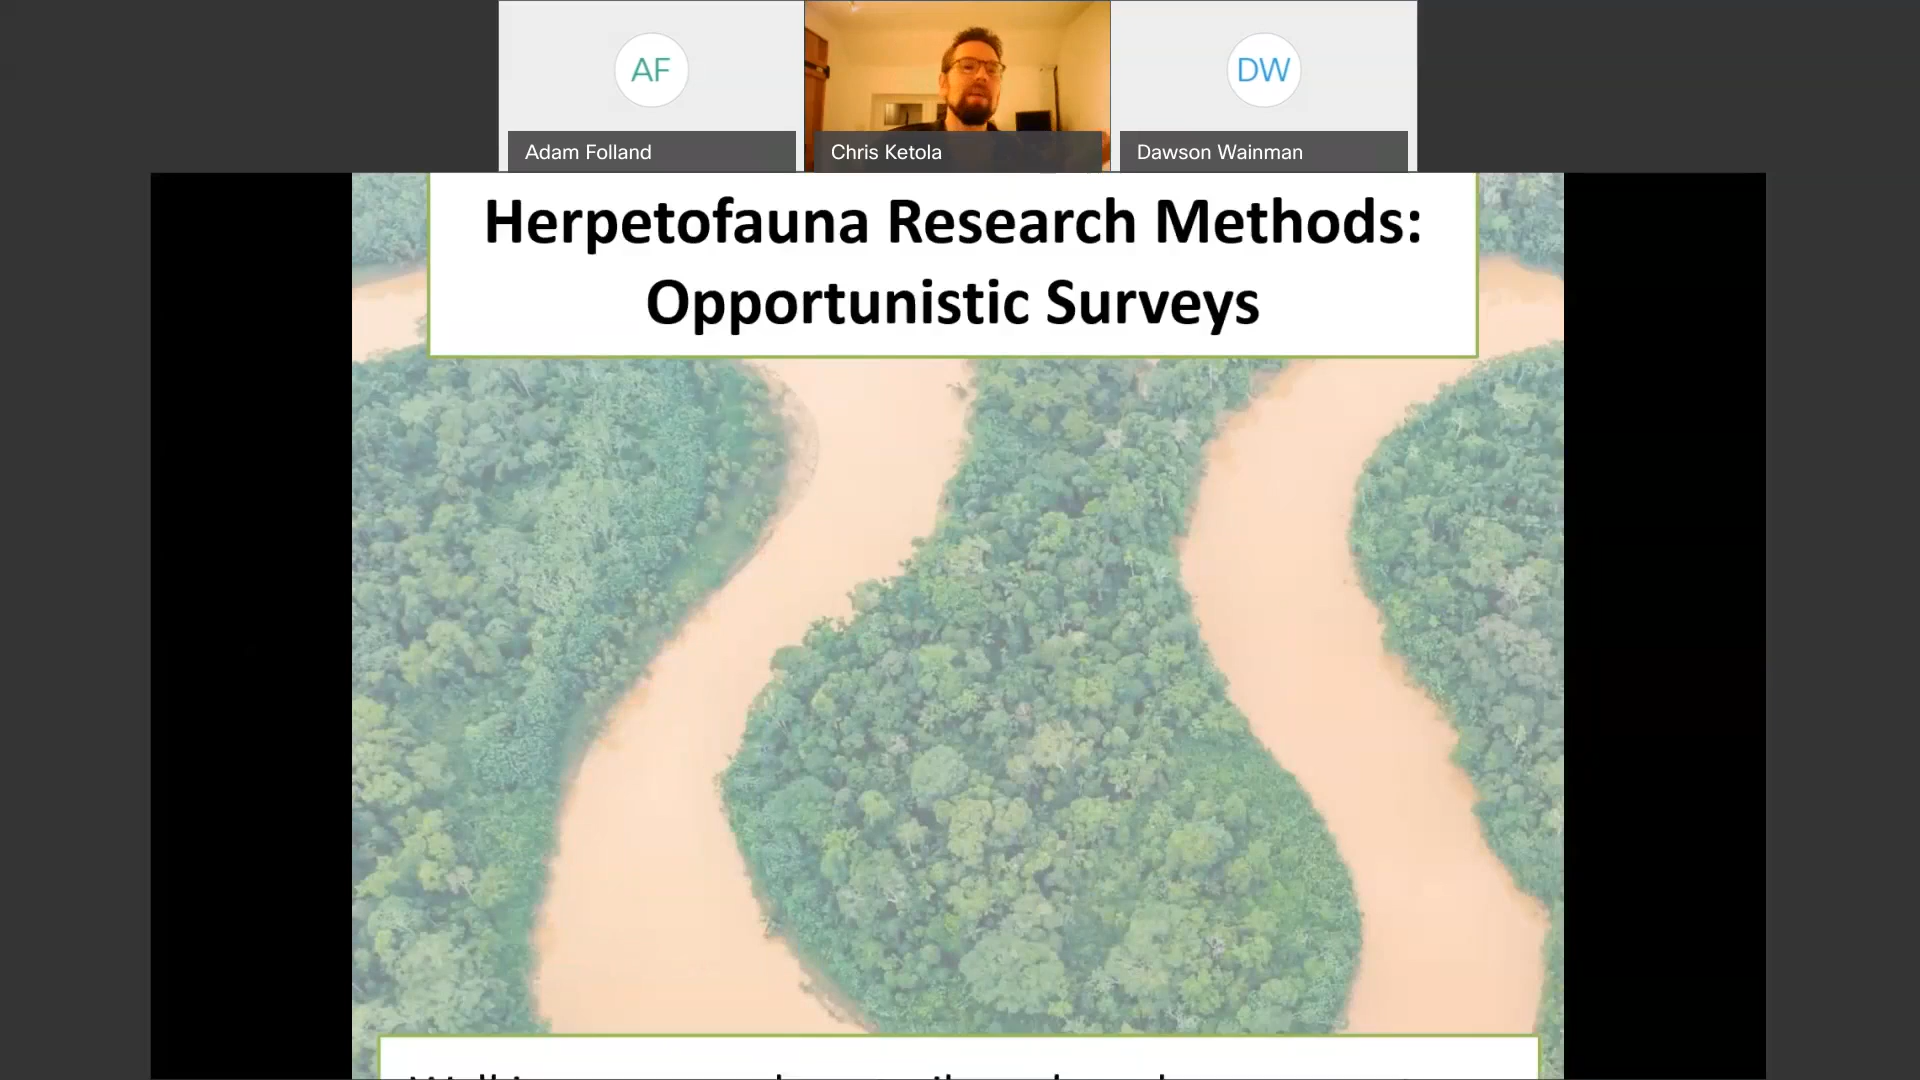 AF
DW
Adam Folland
Chris Ketola
Dawson Wainman
Herpetofauna Research Methods:
Opportunistic Surveys